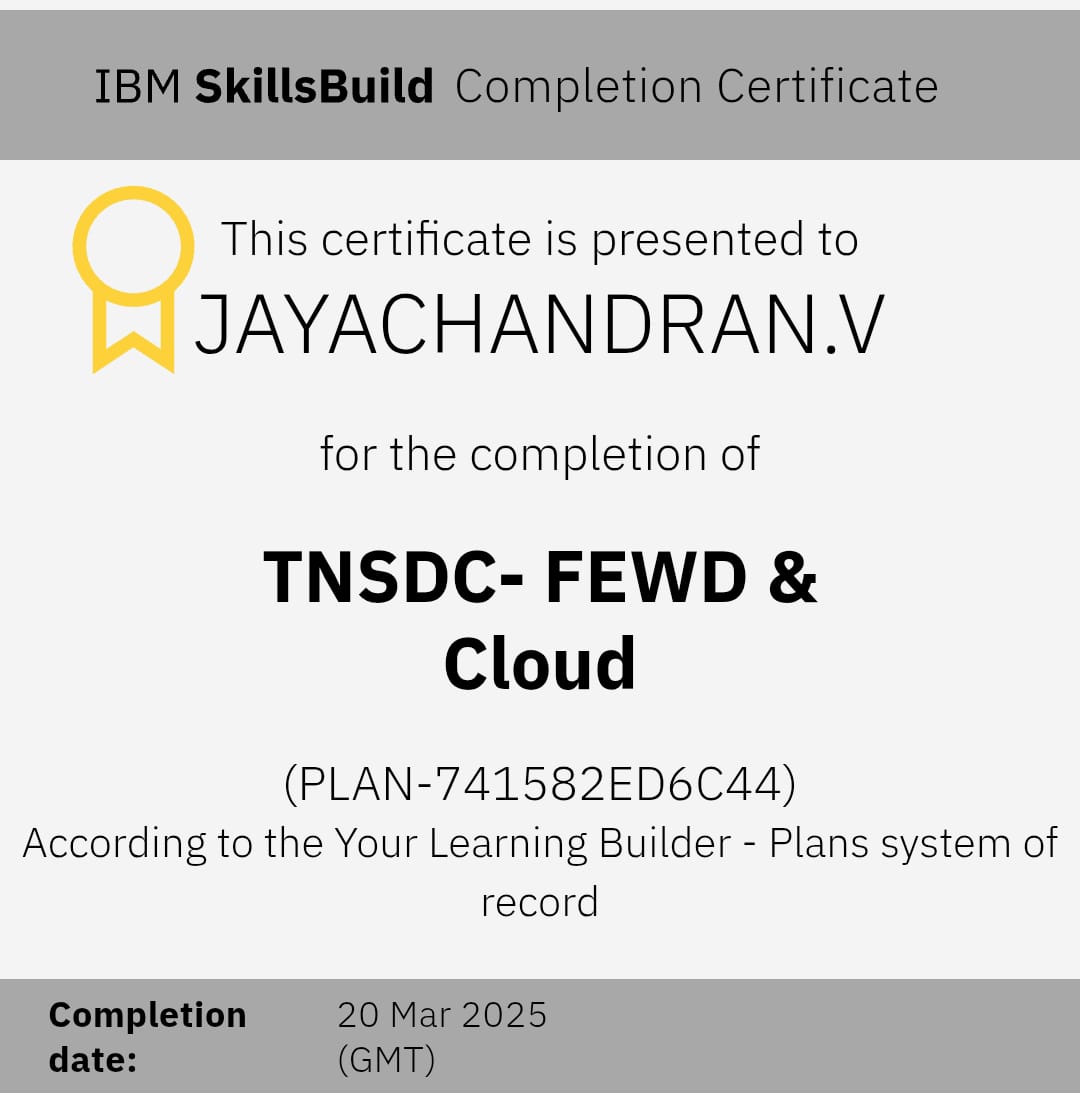 IBM SkillsBuild Completion Certificate
This certificate is presented to
JAYACHANDRAN.V
for the completion of
TNSDC- FEWD &
Cloud
(PLAN-741582ED6C44)
According to the Your Learning Builder - Plans system of
record
Completion date: 20 Mar 2025 (GMT)